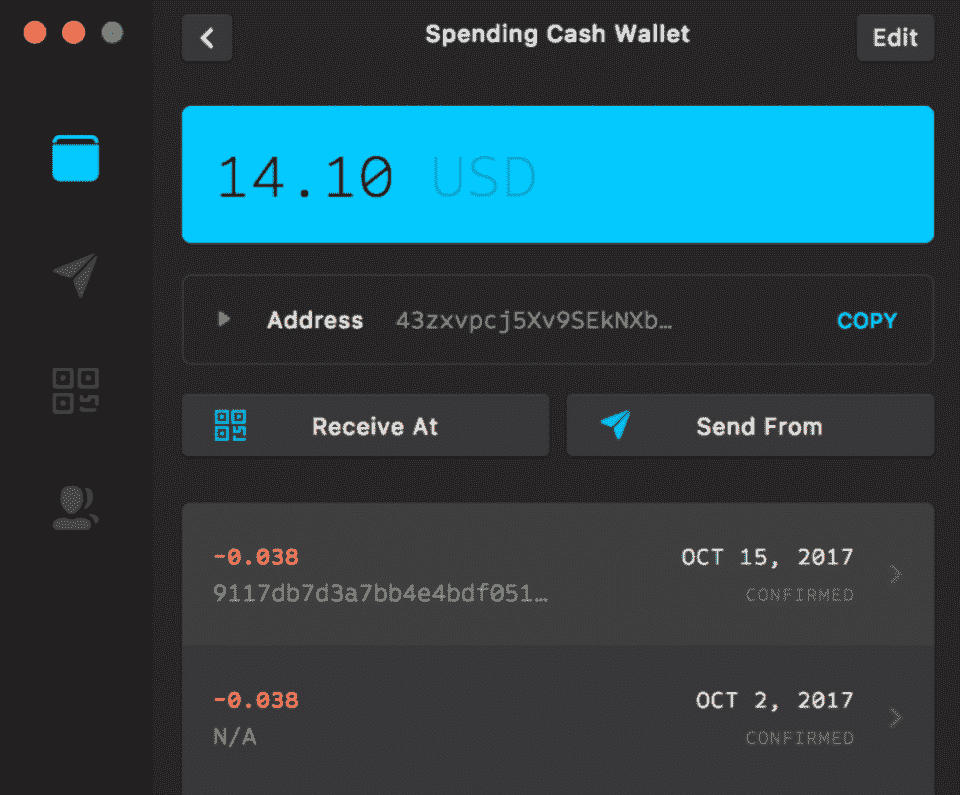 Spending Cash Wallet
Edit
14.10 USD
Address 43zxvpcj5Xv9SEkNXb…
COPY
Receive At
Send From
-0.038
OCT 15, 2017
9117db7d3a7bb4e4bdf051…
CONFIRMED
-0.038
OCT 2, 2017
N/A
CONFIRMED